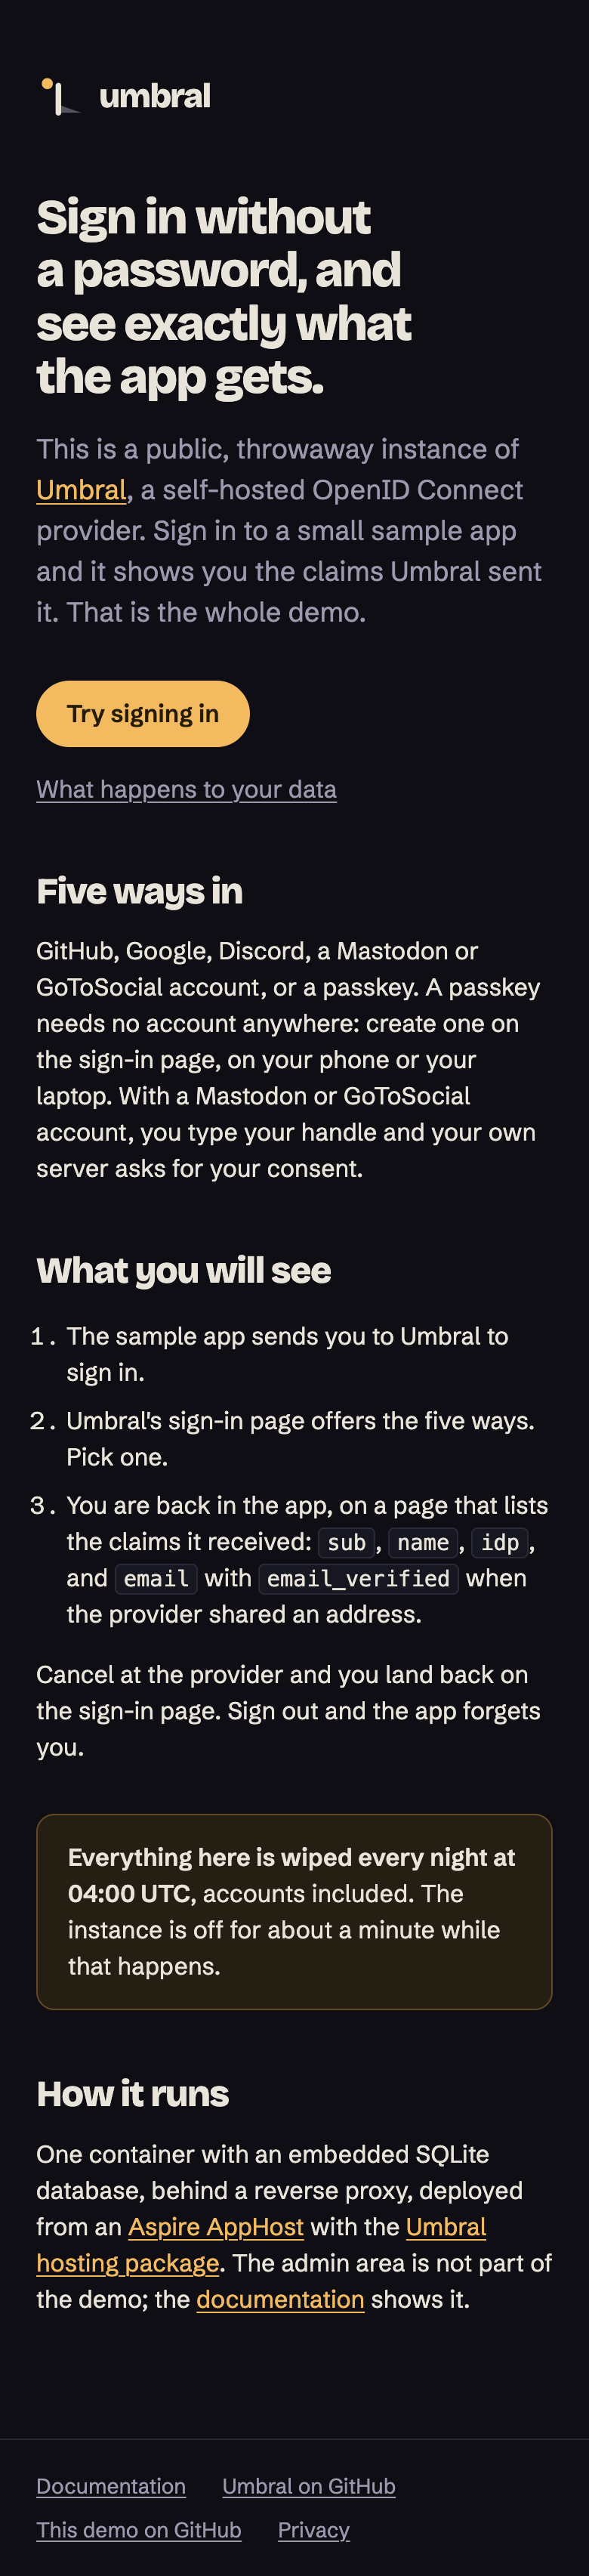 umbral
Sign in without
a password, and
see exactly what
the app gets.
This is a public, throwaway instance of
Umbral, a self-hosted OpenID Connect
provider. Sign in to a small sample app
and it shows you the claims Umbral sent
it. That is the whole demo.
Try signing in
What happens to your data
Five ways in
GitHub, Google, Discord, a Mastodon or
GoToSocial account, or a passkey. A passkey
needs no account anywhere: create one on
the sign-in page, on your phone or your
laptop. With a Mastodon or GoToSocial
account, you type your handle and your own
server asks for your consent.
What you will see
1. The sample app sends you to Umbral to
sign in.
2. Umbral's sign-in page offers the five ways.
Pick one.
3. You are back in the app, on a page that lists
the claims it received: sub, name, idp,
and email with email_verified when
the provider shared an address.
Cancel at the provider and you land back on
the sign-in page. Sign out and the app forgets
you.
Everything here is wiped every night at
04:00 UTC, accounts included. The
instance is off for about a minute while
that happens.
How it runs
One container with an embedded SQLite
database, behind a reverse proxy, deployed
from an Aspire AppHost with the Umbral
hosting package. The admin area is not part of
the demo; the documentation shows it.
Documentation Umbral on GitHub
This demo on GitHub Privacy